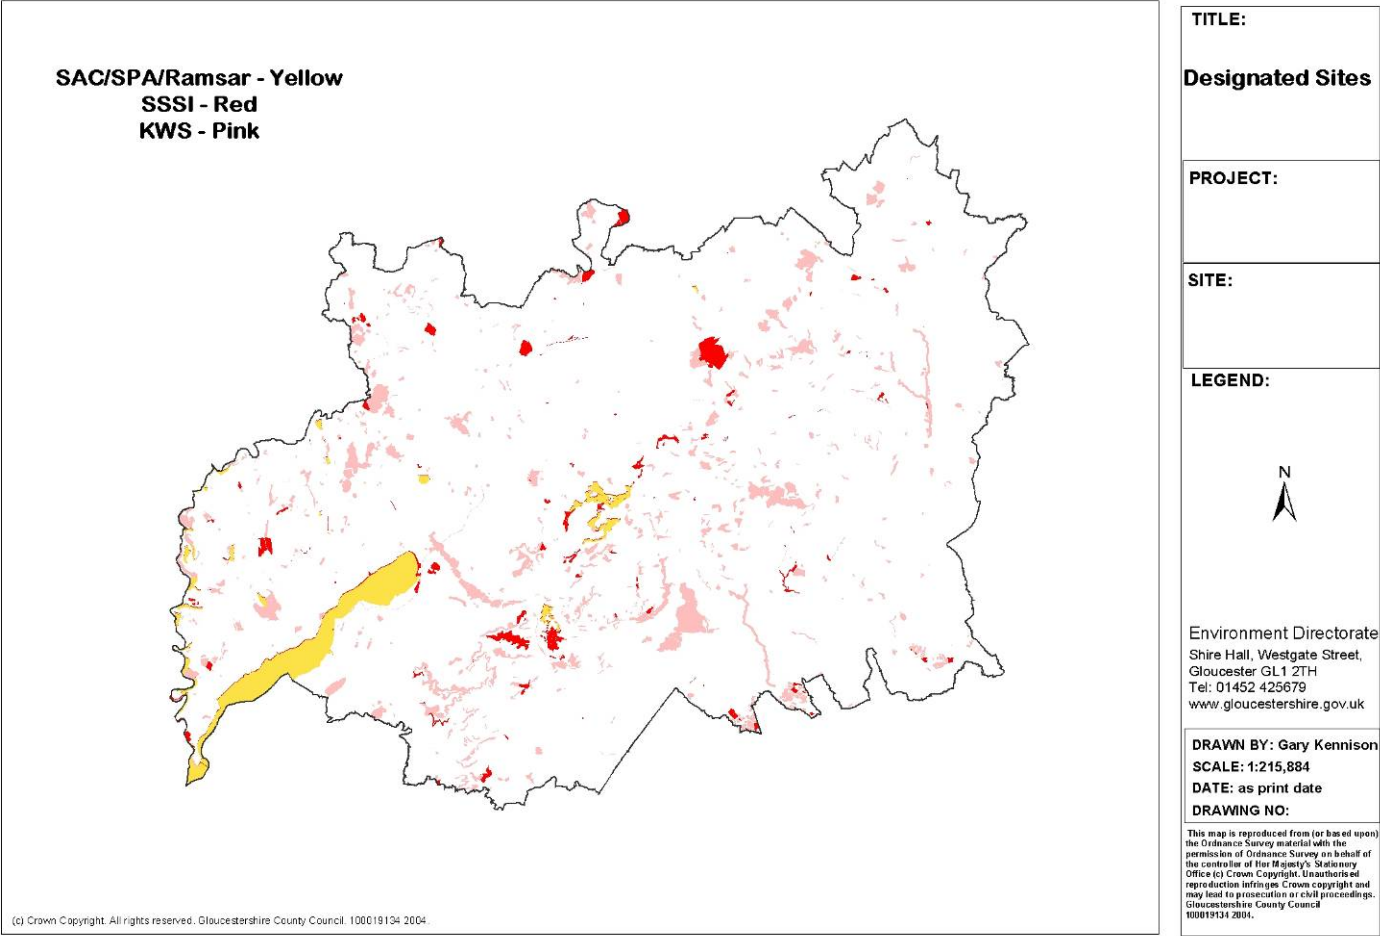 SAC/SPA/Ramsar - Yellow
SSSI - Red
KWS - Pink
(c) Crown Copyright. All rights reserved. Gloucestershire County Council. 100019134 2004.
TITLE:
Designated Sites
PROJECT:
SITE:
LEGEND:
N
Environment Directorate
Shire Hall, Westgate Street,
Gloucester GL1 2TH
Tel: 01452 425679
www.gloucestershire.gov.uk
DRAWN BY: Gary Kennison
SCALE: 1:215,884
DATE: as print date
DRAWING NO:
This map is reproduced from (or based upon)
the Ordnance Survey material with the
permission of Ordnance Survey on behalf of
the controller of Her Majesty's Stationery
Office (c) Crown Copyright. Unauthorised
reproduction infringes Crown copyright and
may lead to prosecution or civil proceedings.
Gloucestershire County Council
100019134 2004.